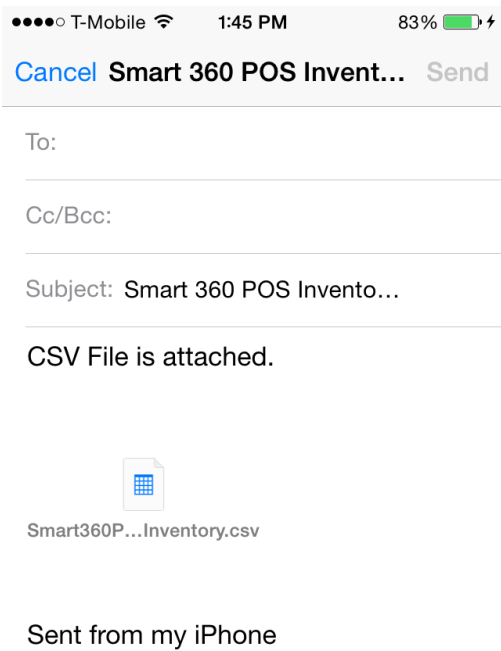 T-Mobile 1:45 PM 83%
Cancel Smart 360 POS Invent... Send
To:
Cc/Bcc:
Subject: Smart 360 POS Invento...
CSV File is attached.
Smart360P...Inventory.csv
Sent from my iPhone